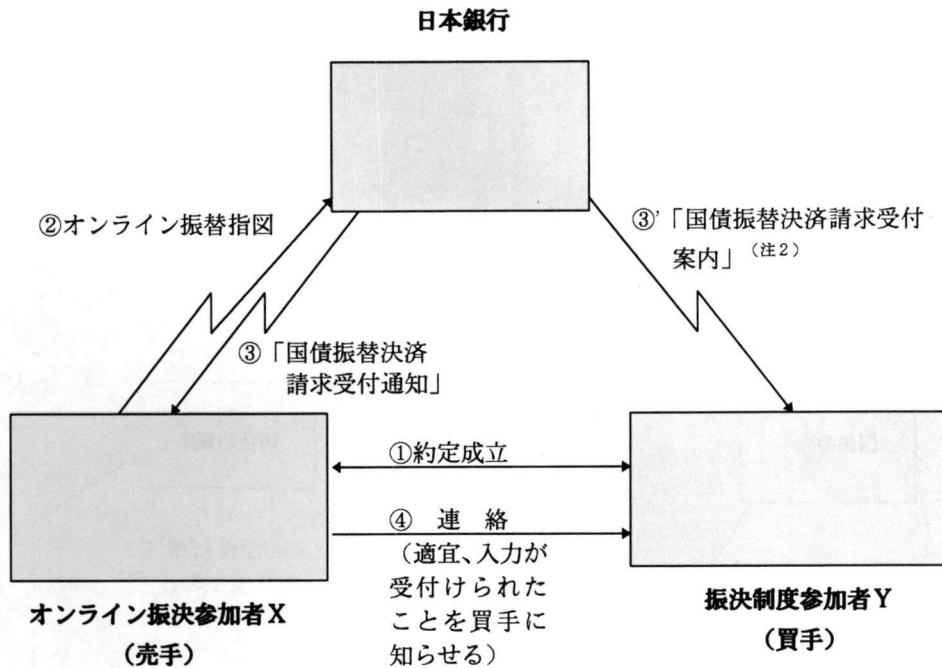 日本銀行
②オンライン振替指図
③’「国債振替決済請求受付
案内」（注２）
③「国債振替決済
請求受付通知」
①約定成立
④　連　絡
（適宜、入力が
受付けられた
ことを買手に
知らせる）
オンライン振決参加者Ｘ
（売手）
振決制度参加者Ｙ
（買手）